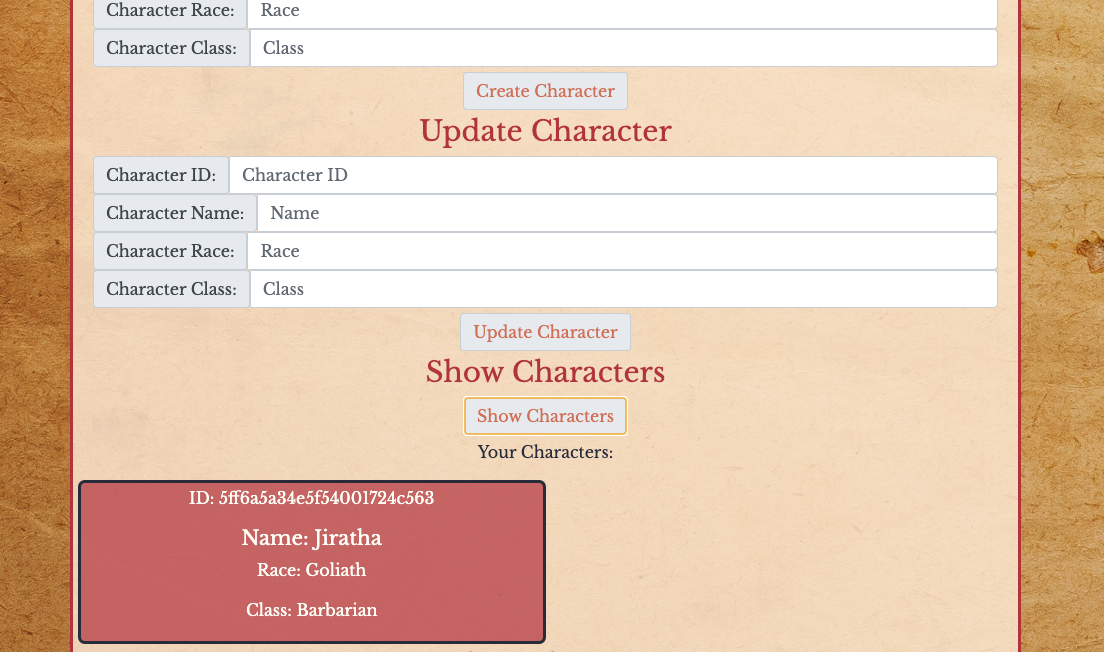 Character Race: Race
Character Class: Class
Create Character
Update Character
Character ID: Character ID
Character Name: Name
Character Race: Race
Character Class: Class
Update Character
Show Characters
Show Characters
Your Characters:
ID: 5ff6a5a34e5f54001724c563
Name: Jiratha
Race: Goliath
Class: Barbarian